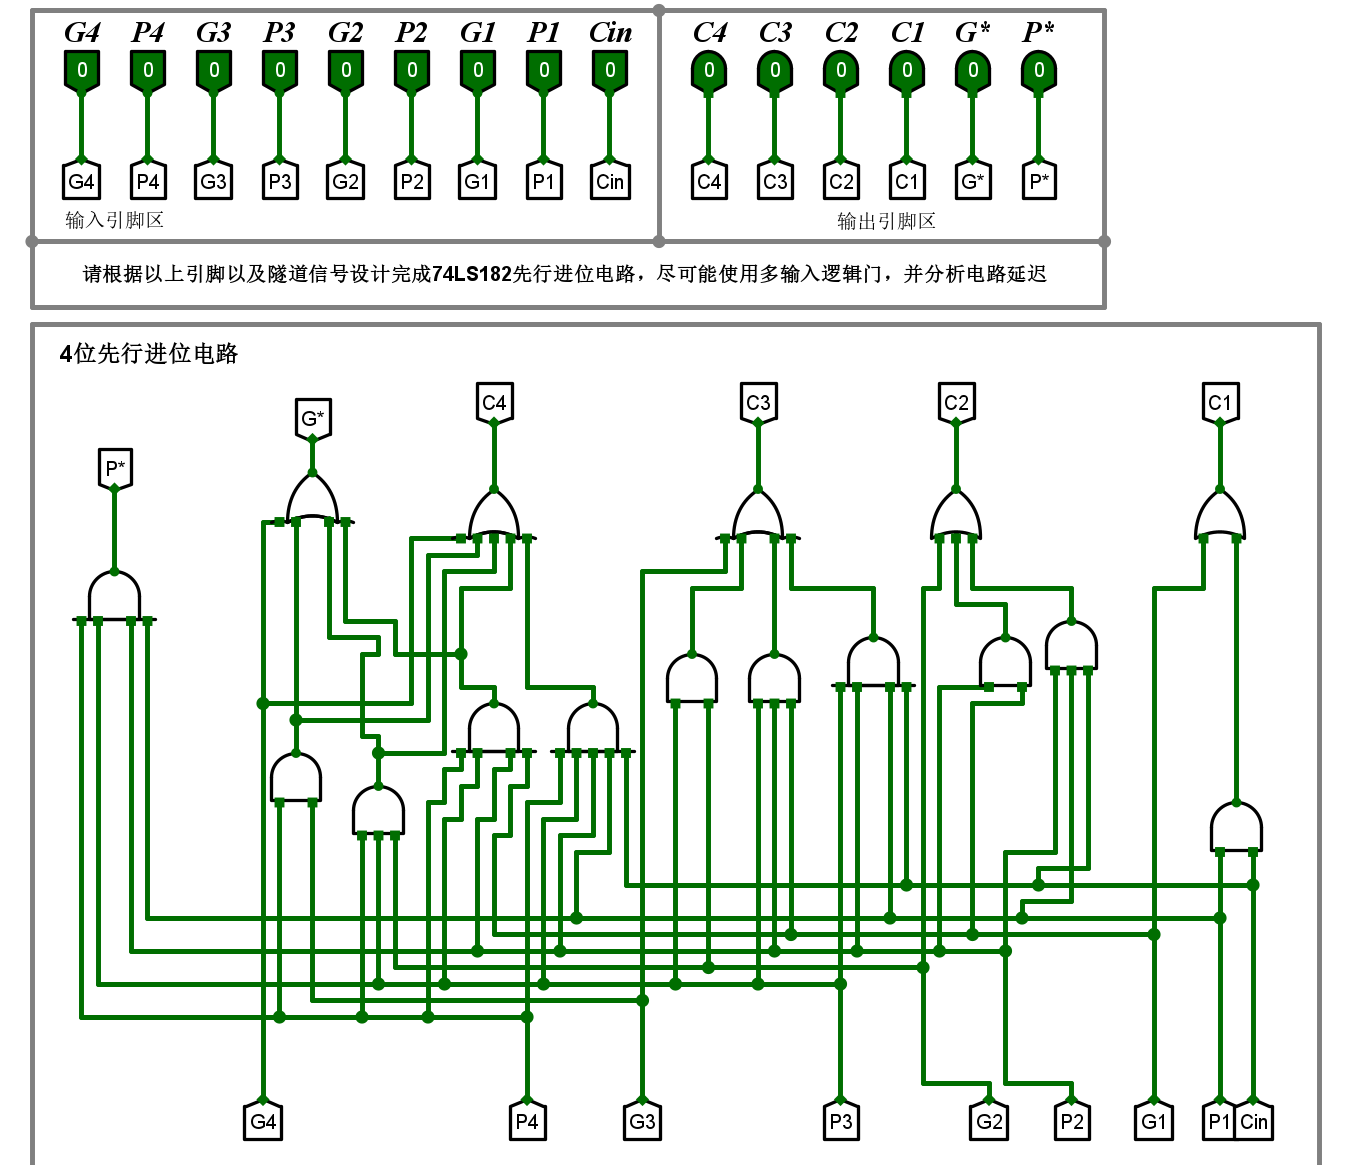 G4 P4 G3 P3 G2 P2 G1 P1 Cin C4 C3 C2 C1 G* P*
0 0 0 0 0 0 0 0 0 0 0 0 0 0 0
G4 P4 G3 P3 G2 P2 G1 P1 Cin C4 C3 C2 C1 G* P*
输入引脚区 输出引脚区
请根据以上引脚以及隧道信号设计完成74LS182先行进位电路，尽可能使用多输入逻辑门，并分析电路延迟
4位先行进位电路
C4 C3 C2 C1
G*
P*
G4 P4 G3 P3 G2 P2 G1 P1 Cin